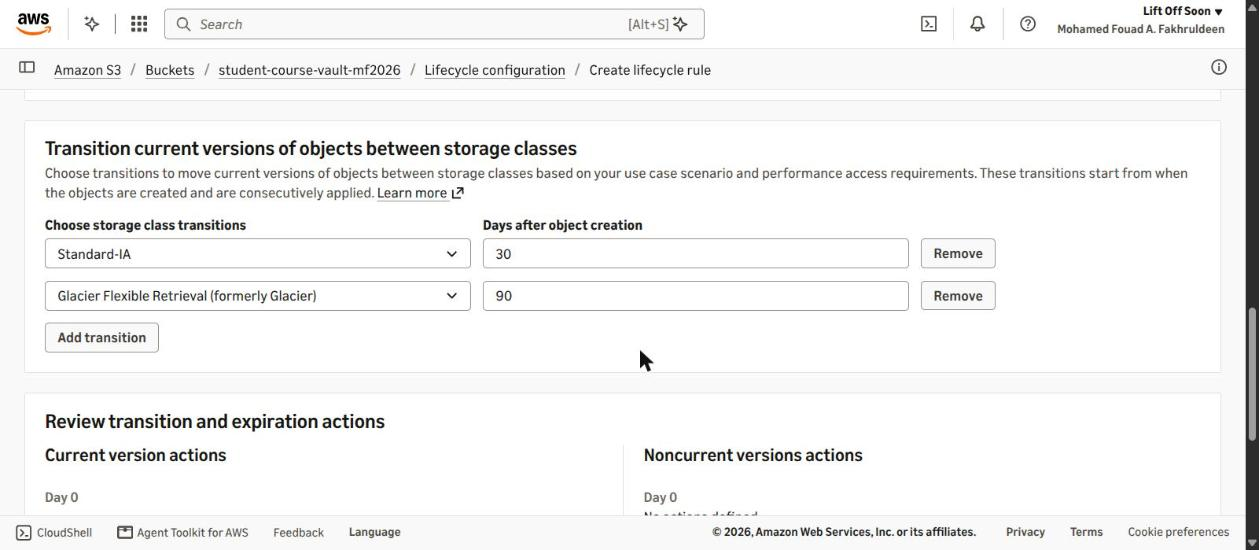 aws
Search
[Alt+S]
Lift Off Soon ▼
Mohamed Fouad A. Fakhruldeen
Amazon S3 / Buckets / student-course-vault-mf2026 / Lifecycle configuration / Create lifecycle rule
Transition current versions of objects between storage classes
Choose transitions to move current versions of objects between storage classes based on your use case scenario and performance access requirements. These transitions start from when
the objects are created and are consecutively applied. Learn more
Choose storage class transitions Days after object creation
Standard-IA 30 Remove
Glacier Flexible Retrieval (formerly Glacier) 90 Remove
Add transition
Review transition and expiration actions
Current version actions Noncurrent versions actions
Day 0 Day 0
No actions defined
CloudShell Agent Toolkit for AWS Feedback Language © 2026, Amazon Web Services, Inc. or its affiliates. Privacy Terms Cookie preferences